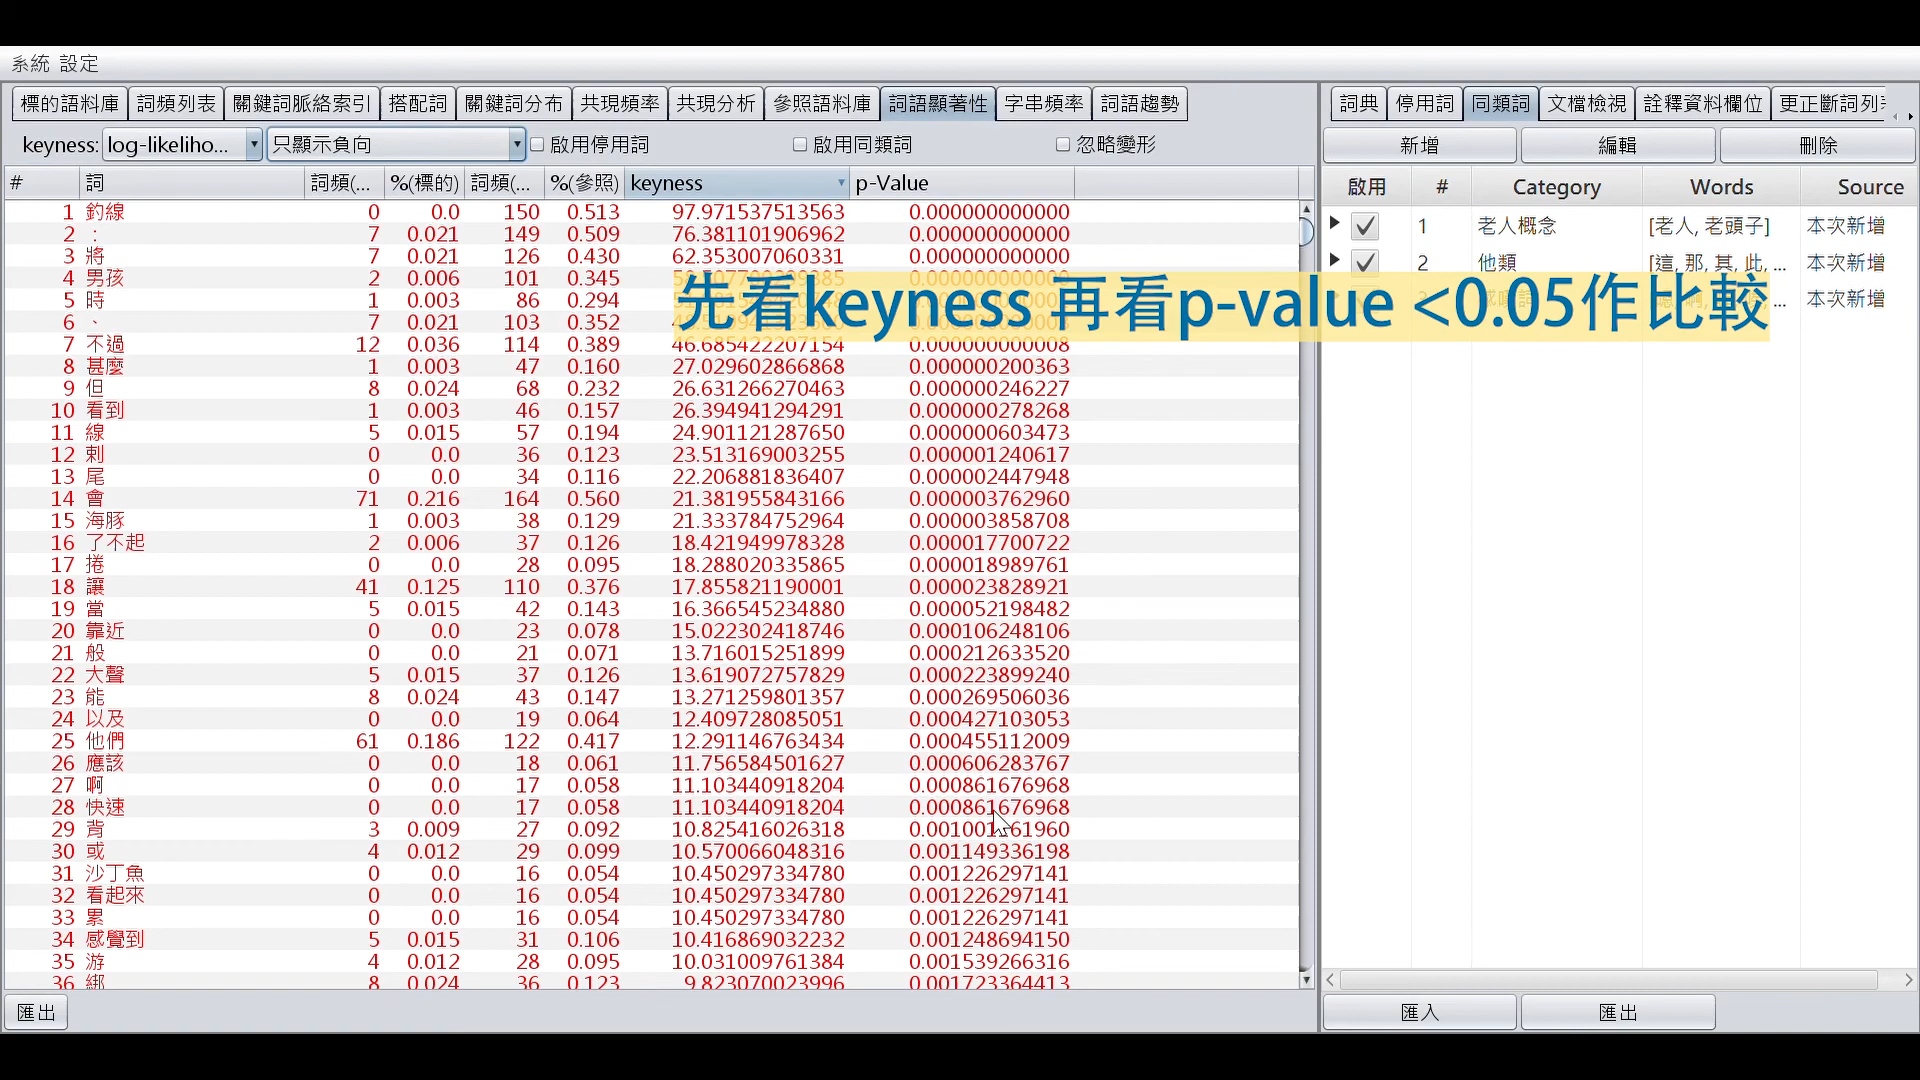 系統 設定
標的語料庫 詞頻列表 關鍵詞脈絡索引 搭配詞 關鍵詞分布 共現頻率 共現分析 參照語料庫 詞語顯著性 字串頻率 詞語趨勢
keyness: log-likeliho... 只顯示負向 啟用停用詞 啟用同類詞 忽略變形
# 詞 詞頻(... %(標的) 詞頻(... %(參照) keyness p-Value
1 釣線 0 0.0 150 0.513 97.971537513563 0.000000000000
2 : 7 0.021 149 0.509 76.381101906962 0.000000000000
3 將 7 0.021 126 0.430 62.353007060331 0.000000000000
4 男孩 2 0.006 101 0.345
5 時 1 0.003 86 0.294
6 、 7 0.021 103 0.352
先看keyness 再看p-value <0.05作比較
7 不過 12 0.036 114 0.389 46.685422207154 0.000000000008
8 甚麼 1 0.003 47 0.160 27.029602866868 0.000000200363
9 但 8 0.024 68 0.232 26.631266270463 0.000000246227
10 看到 1 0.003 46 0.157 26.394941294291 0.000000278268
11 線 5 0.015 57 0.194 24.901121287650 0.000000603473
12 剌 0 0.0 36 0.123 23.513169003255 0.000001240617
13 尾 0 0.0 34 0.116 22.206881836407 0.000002447948
14 會 71 0.216 164 0.560 21.381955843166 0.000003762960
15 海豚 1 0.003 38 0.129 21.333784752964 0.000003858708
16 了不起 2 0.006 37 0.126 18.421949978328 0.000017700722
17 捲 0 0.0 28 0.095 18.288020335865 0.000018989761
18 讓 41 0.125 110 0.376 17.855821190001 0.000023828921
19 當 5 0.015 42 0.143 16.366545234880 0.000052198482
20 靠近 0 0.0 23 0.078 15.022302418746 0.000106248106
21 般 0 0.0 21 0.071 13.716015251899 0.000212633520
22 大聲 5 0.015 37 0.126 13.619072757829 0.000223899240
23 能 8 0.024 43 0.147 13.271259801357 0.000269506036
24 以及 0 0.0 19 0.064 12.409728085051 0.000427103053
25 他們 61 0.186 122 0.417 12.291146763434 0.000455112009
26 應該 0 0.0 18 0.061 11.756584501627 0.000606283767
27 啊 0 0.0 17 0.058 11.103440918204 0.000861676968
28 快速 0 0.0 17 0.058 11.103440918204 0.000861676968
29 背 3 0.009 27 0.092 10.825416026318
30 或 4 0.012 29 0.099 10.570066048316 0.001149336198
31 沙丁魚 0 0.0 16 0.054 10.450297334780 0.001226297141
32 看起來 0 0.0 16 0.054 10.450297334780 0.001226297141
33 累 0 0.0 16 0.054 10.450297334780 0.001226297141
34 感覺到 5 0.015 31 0.106 10.416869032232 0.001248694150
35 游 4 0.012 28 0.095 10.031009761384 0.001539266316
36 綁 8 0.024 36 0.123 9.823070023996 0.001723364413
匯出
詞典 停用詞 同類詞 文檔檢視 詮釋資料欄位 更正斷詞列
新增 編輯 刪除
啟用 # Category Words Source
1 老人概念 [老人, 老頭子] 本次新增
2 他類 [這, 那, 其, 此, ... 本次新增
本次新增
匯入 匯出